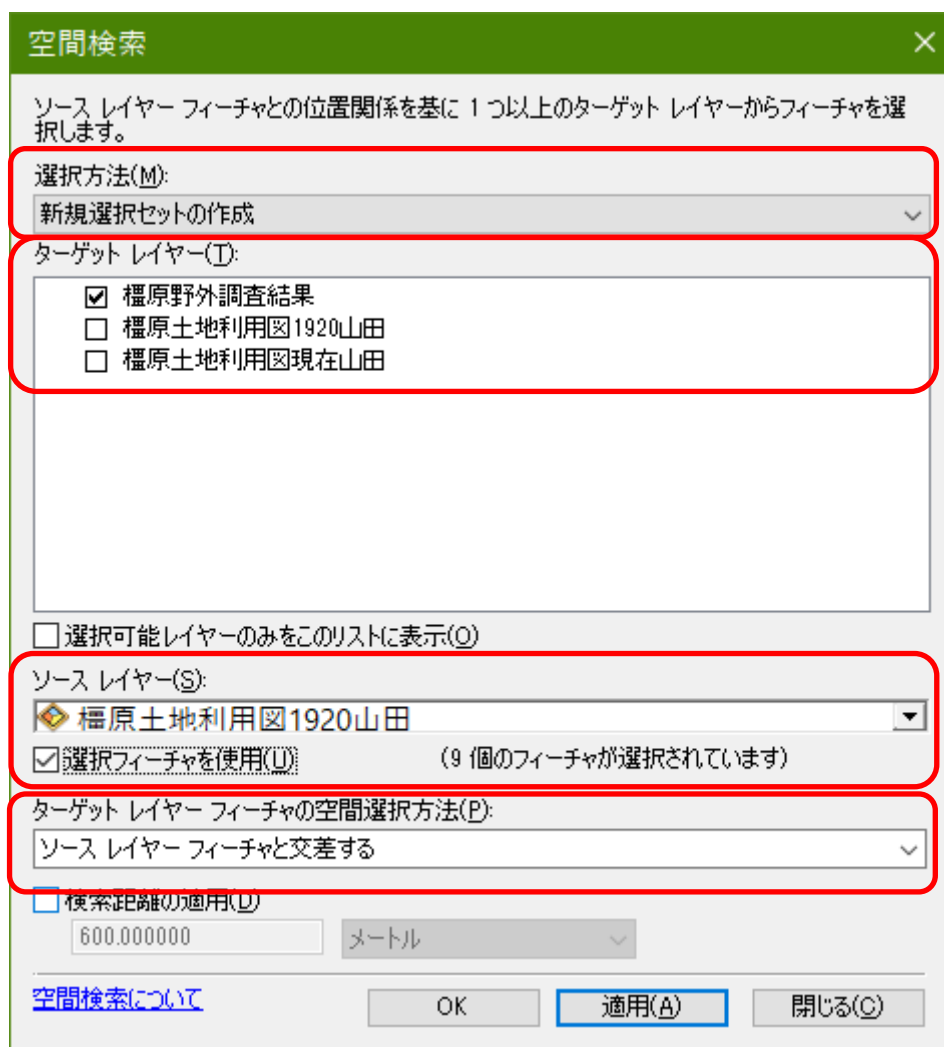 空間検索
ソース レイヤー フィーチャとの位置関係を基に 1 つ以上のターゲット レイヤーからフィーチャを選
択します。
選択方法(M):
新規選択セットの作成
ターゲット レイヤー(T):
橿原野外調査結果
橿原土地利用図1920山田
橿原土地利用図現在山田
選択可能レイヤーのみをこのリストに表示(O)
ソース レイヤー(S):
橿原土地利用図1920山田
選択フィーチャを使用(U)
(9 個のフィーチャが選択されています)
ターゲット レイヤー フィーチャの空間選択方法(P):
ソース レイヤー フィーチャと交差する
検索距離の適用(D)
600.000000
メートル
空間検索について
OK
適用(A)
閉じる(C)